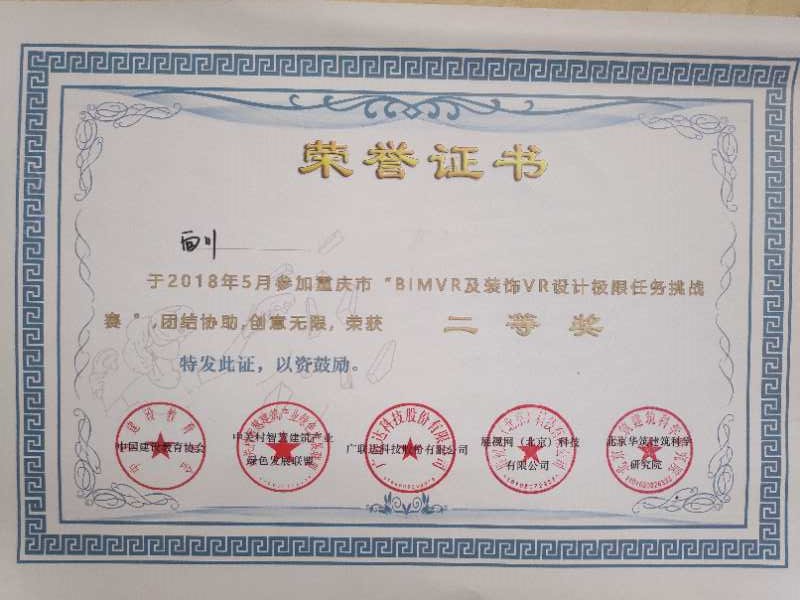 荣誉证书
于2018年5月参加重庆市“BIMVR及装饰VR设计极限任务挑战
赛”,团结协助,创意无限,荣获 二等奖
特发此证,以资鼓励。
中国建设教育协会
中关村智慧建筑产业
绿色发展联盟
广联达科技股份有限公司
展视网(北京)科技
有限公司
北京华筑建筑科学
研究院